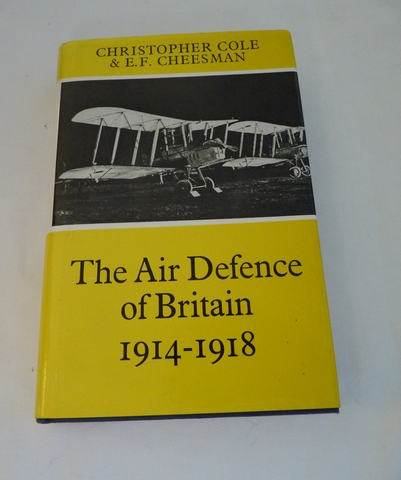 CHRISTOPHER COLE
& E.F. CHEESMAN
The Air Defence
of Britain
1914-1918